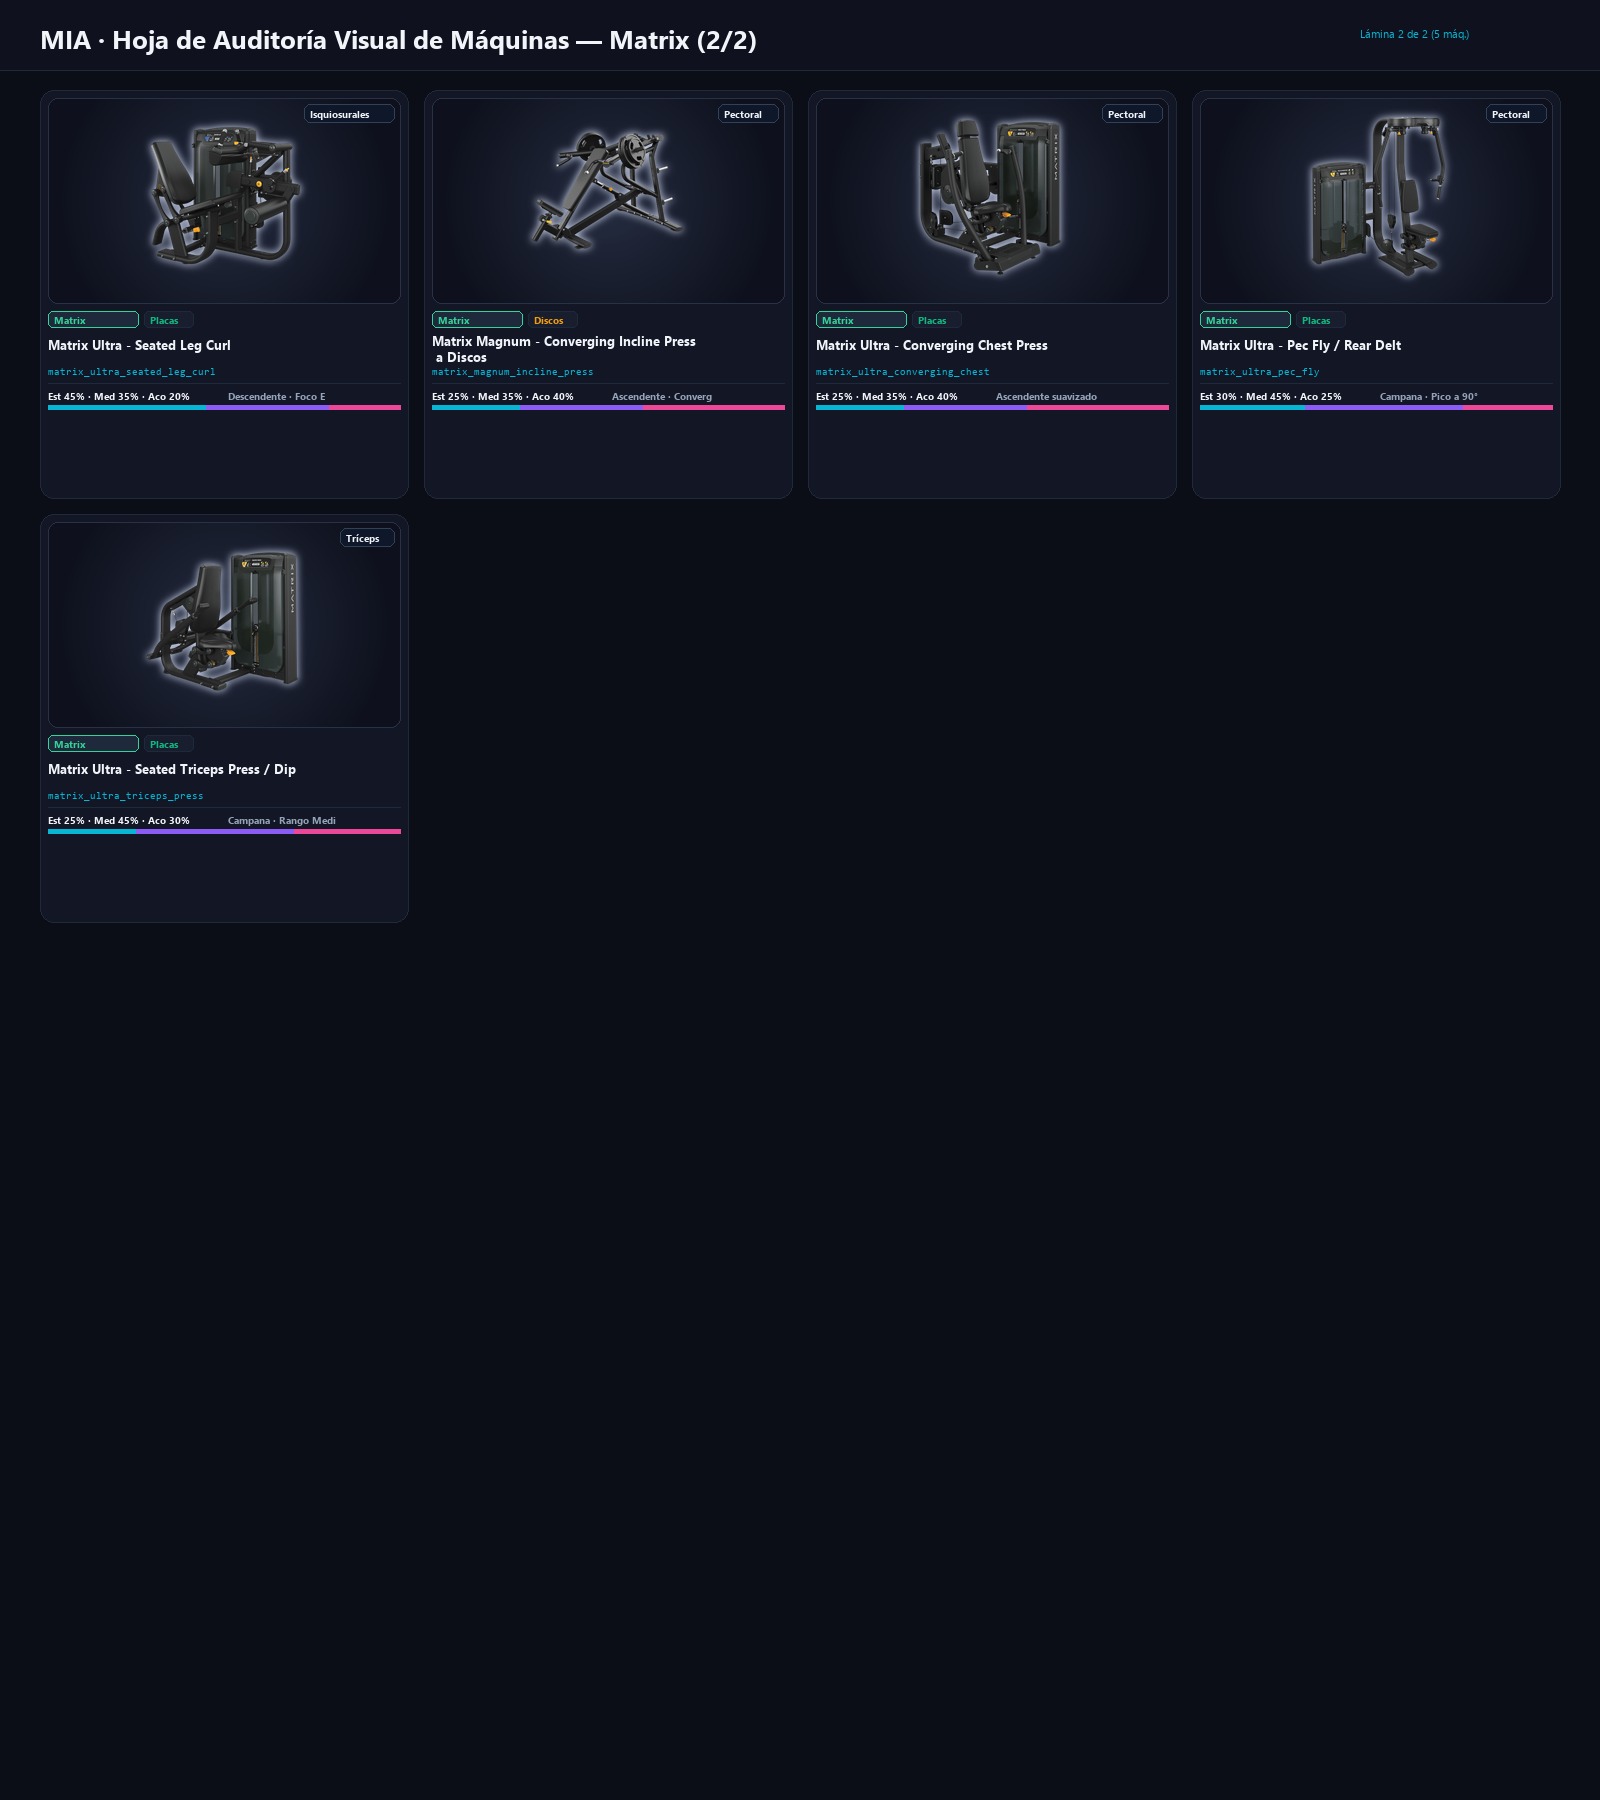 MIA · Hoja de Auditoría Visual de Máquinas — Matrix (2/2)
Lámina 2 de 2 (5 máq.)
Isquiosurales
Matrix
Placas
Matrix Ultra - Seated Leg Curl
matrix_ultra_seated_leg_curl
Est 45% · Med 35% · Aco 20%
Descendente · Foco E
Pectoral
Matrix
Discos
Matrix Magnum - Converging Incline Press
a Discos
matrix_magnum_incline_press
Est 25% · Med 35% · Aco 40%
Ascendente · Converg
Pectoral
MATRIX
Matrix
Placas
Matrix Ultra - Converging Chest Press
matrix_ultra_converging_chest
Est 25% · Med 35% · Aco 40%
Ascendente suavizado
Pectoral
Matrix
Placas
Matrix Ultra - Pec Fly / Rear Delt
matrix_ultra_pec_fly
Est 30% · Med 45% · Aco 25%
Campana · Pico a 90°
Tríceps
MATRIX
Matrix
Placas
Matrix Ultra - Seated Triceps Press / Dip
matrix_ultra_triceps_press
Est 25% · Med 45% · Aco 30%
Campana · Rango Medi